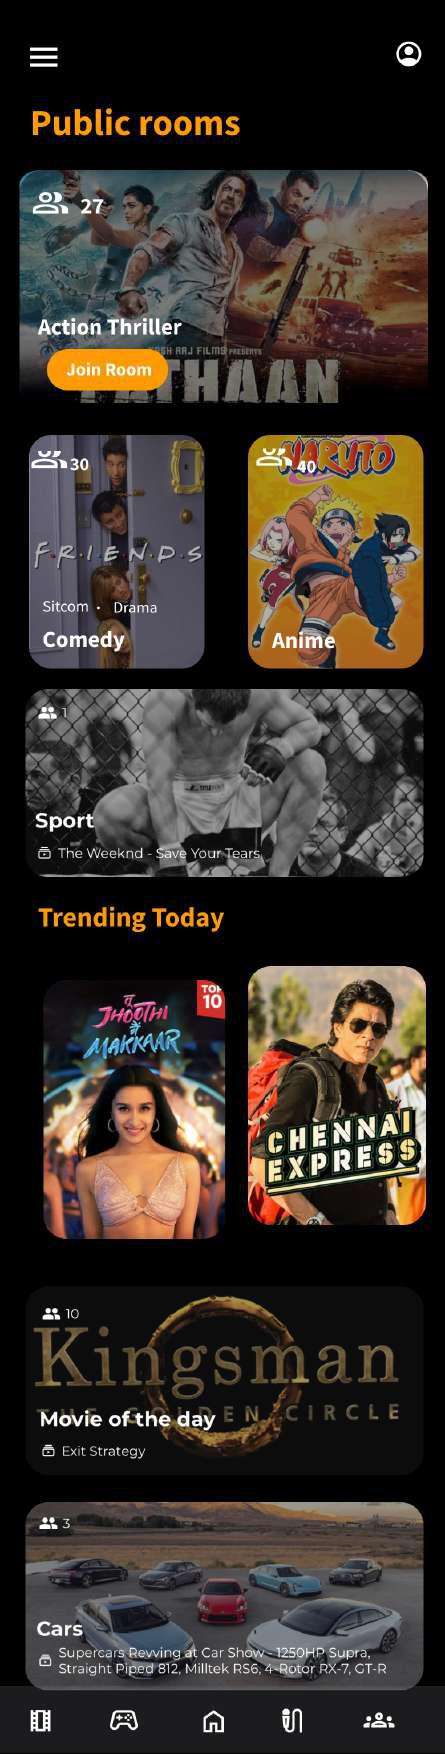 Public rooms
27
Action Thriller
YASH RAJ FILMS PRESENTS
Join Room
PATHAAN
30
40
NARUTO
F·R·I·E·N·D·S
Sitcom • Drama
Comedy
Anime
1
Sport
The Weeknd - Save Your Tears
Trending Today
TOP
10
तू
JHOOTHI
मैं
MAKKAAR
CHENNAI
EXPRESS
10
Kingsman
THE GOLDEN CIRCLE
Movie of the day
Exit Strategy
3
Cars
Supercars Revving at Car Show - 1250HP Supra,
Straight Piped 812, Milltek RS6, 4-Rotor RX-7, GT-R